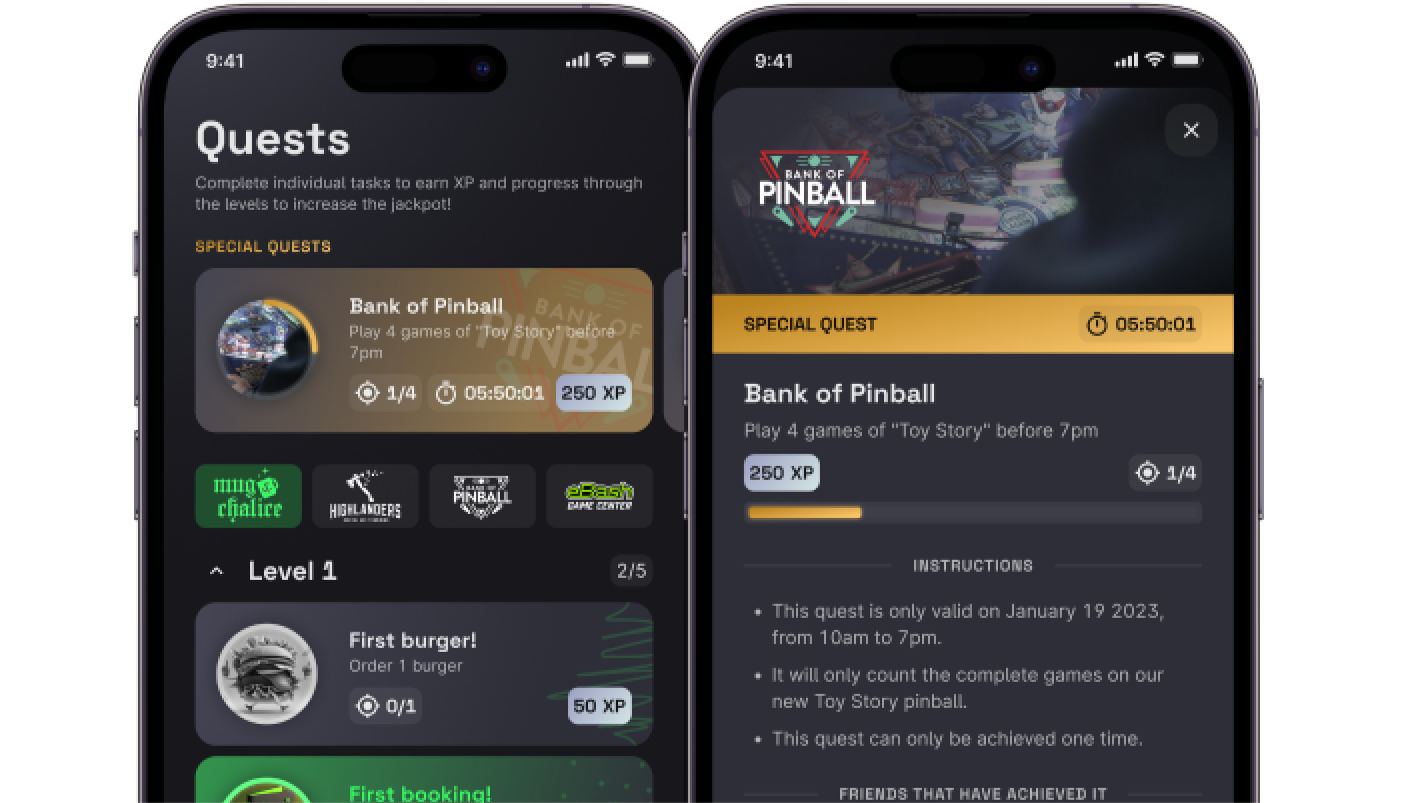 9:41
Quests
Complete individual tasks to earn XP and progress through
the levels to increase the jackpot!
SPECIAL QUESTS
Bank of Pinball
Play 4 games of "Toy Story" before
7pm
1/4
05:50:01
250 XP
BANK OF
PINBAL
mug
chalice
HIGHLANDERS
BANK OF
PINBALL
eBash
GAME CENTER
Level 1
2/5
First burger!
Order 1 burger
0/1
50 XP
First booking!
9:41
BANK OF
PINBALL
SPECIAL QUEST
05:50:01
Bank of Pinball
Play 4 games of "Toy Story" before 7pm
250 XP
1/4
INSTRUCTIONS
• This quest is only valid on January 19 2023,
from 10am to 7pm.
• It will only count the complete games on our
new Toy Story pinball.
• This quest can only be achieved one time.
FRIENDS THAT HAVE ACHIEVED IT